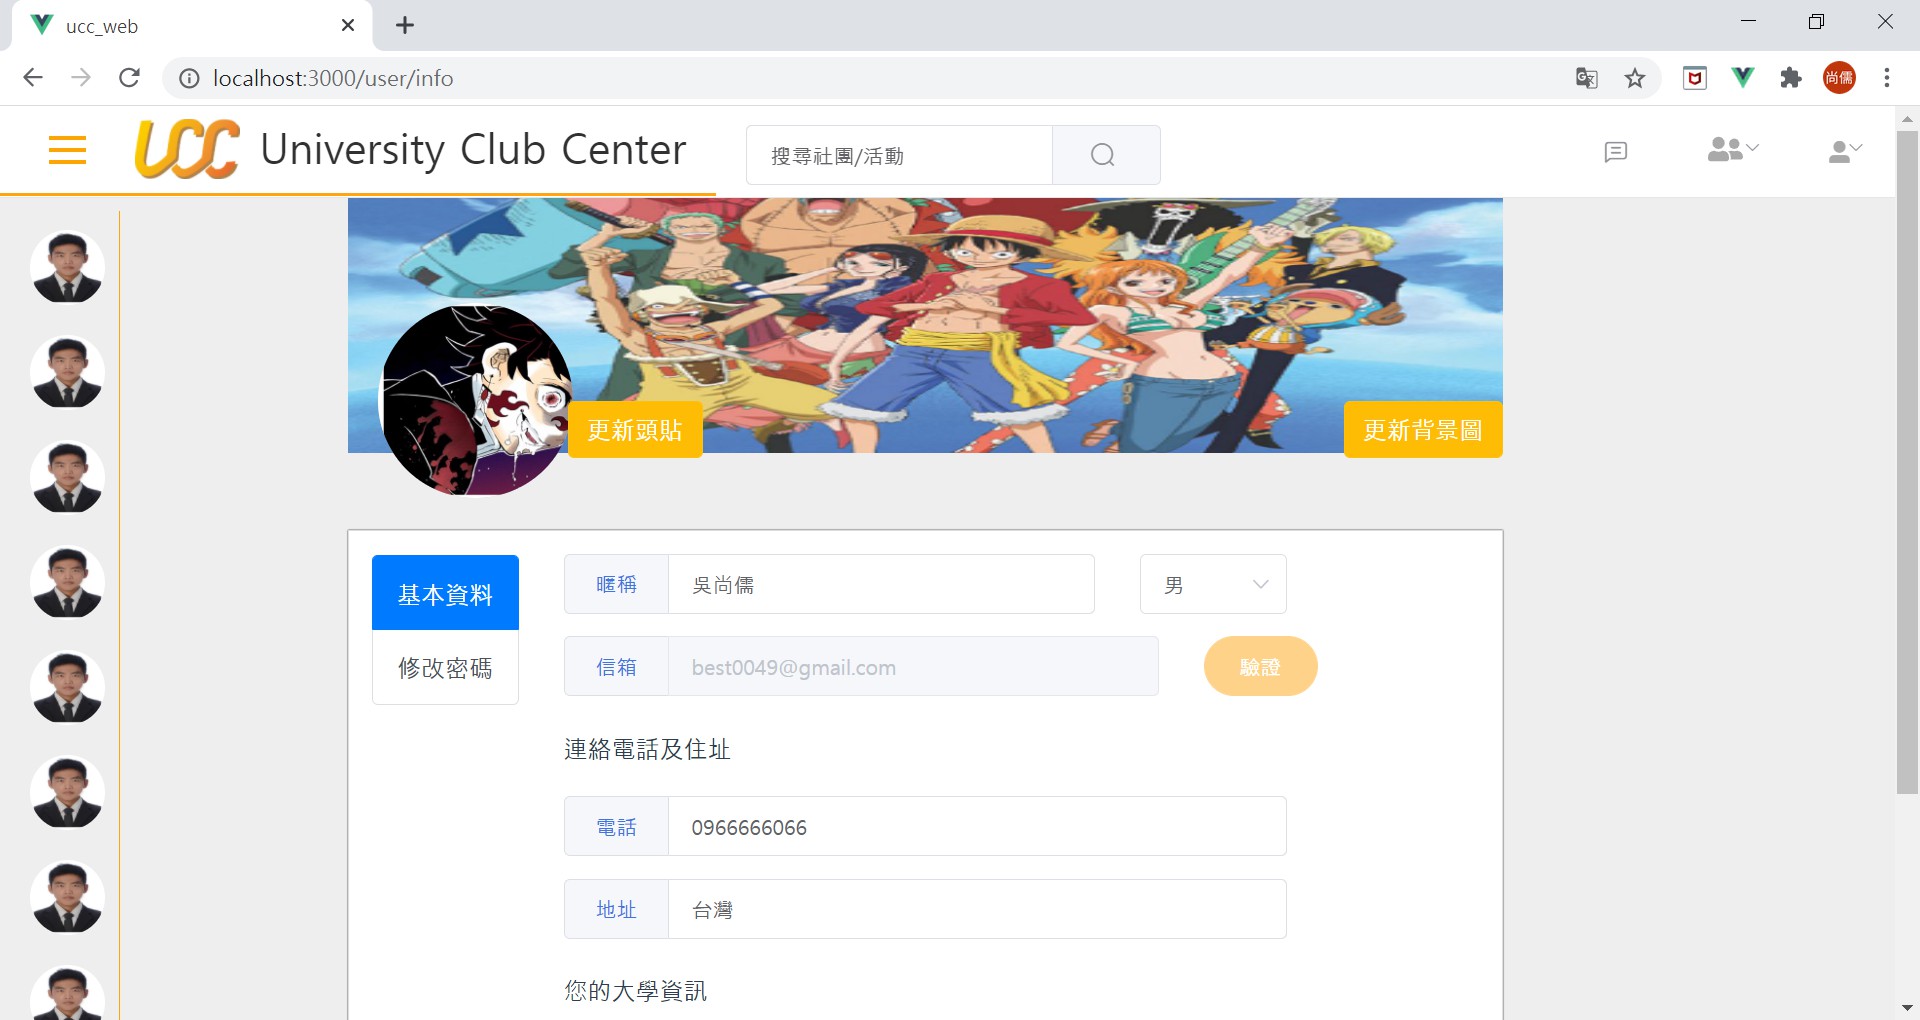 ucc_web
localhost:3000/user/info
尚儒
UCC University Club Center
搜尋社團/活動
更新頭貼
更新背景圖
基本資料
修改密碼
暱稱 吳尚儒 男
信箱 best0049@gmail.com 驗證
連絡電話及住址
電話 0966666066
地址 台灣
您的大學資訊